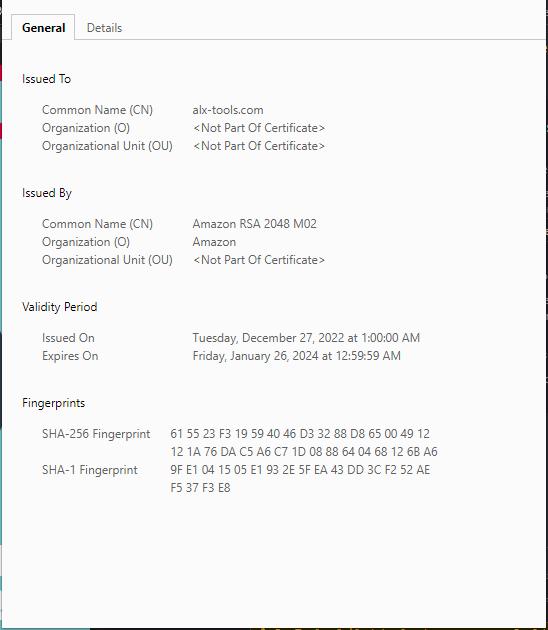 General Details
Issued To
Common Name (CN) alx-tools.com
Organization (O) <Not Part Of Certificate>
Organizational Unit (OU) <Not Part Of Certificate>
Issued By
Common Name (CN) Amazon RSA 2048 M02
Organization (O) Amazon
Organizational Unit (OU) <Not Part Of Certificate>
Validity Period
Issued On Tuesday, December 27, 2022 at 1:00:00 AM
Expires On Friday, January 26, 2024 at 12:59:59 AM
Fingerprints
SHA-256 Fingerprint 61 55 23 F3 19 59 40 46 D3 32 88 D8 65 00 49 12
12 1A 76 DA C5 A6 C7 1D 08 88 64 04 68 12 6B A6
SHA-1 Fingerprint 9F E1 04 15 05 E1 93 2E 5F EA 43 DD 3C F2 52 AE
F5 37 F3 E8